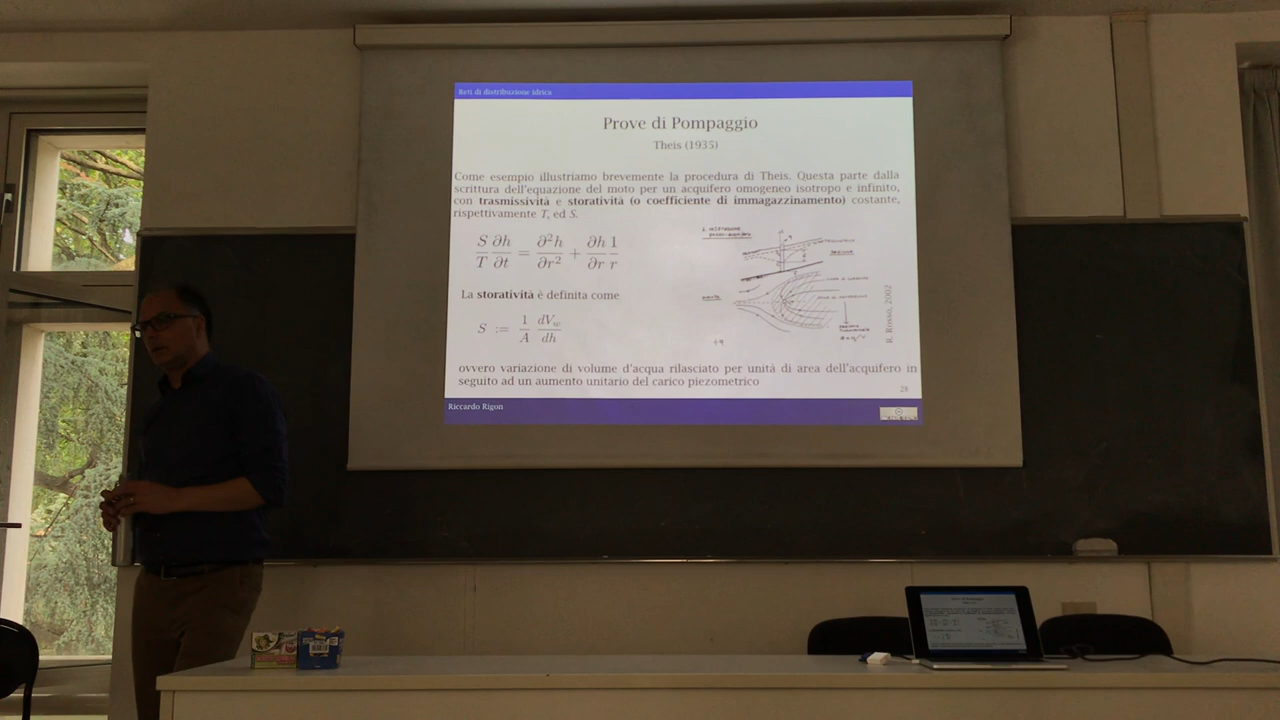 Reti di distribuzione idrica
Prove di Pompaggio
Theis (1935)
Come esempio illustriamo brevemente la procedura di Theis. Questa parte dalla
scrittura dell'equazione del moto per un acquifero omogeneo isotropo e infinito,
con trasmissività e storatività (o coefficiente di immagazzinamento) costante,
rispettivamente T, ed S.
S/T ∂h/∂t = ∂²h/∂r² + ∂h/∂r 1/r
La storatività è definita come
S := 1/A dV_w/dh
R. Rosso, 2002
ovvero variazione di volume d'acqua rilasciato per unità di area dell'acquifero in
seguito ad un aumento unitario del carico piezometrico
Riccardo Rigon